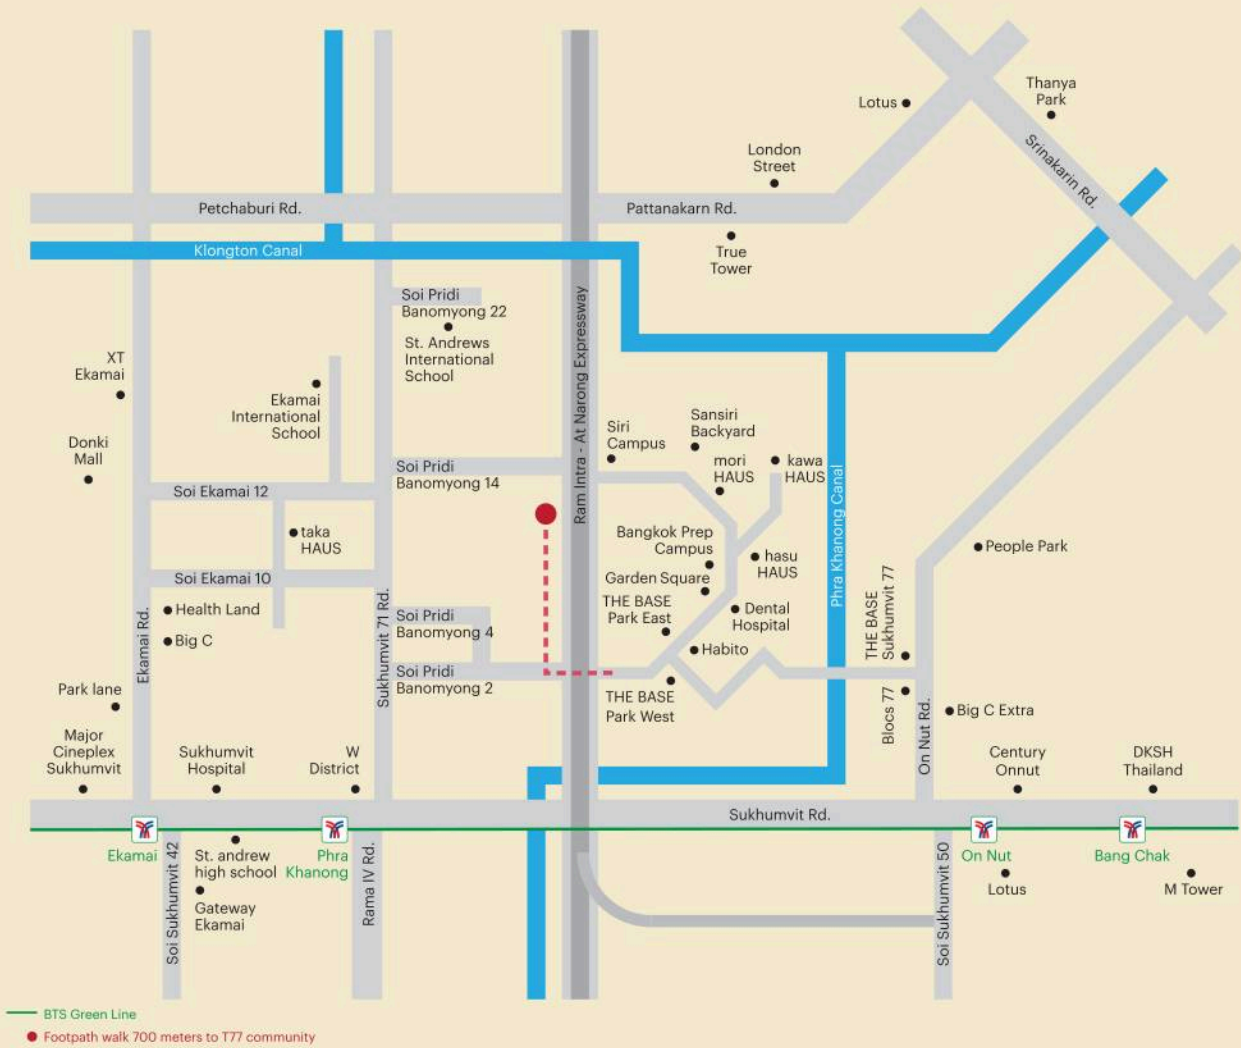 Thanya
Park
Lotus
Srinakarin Rd.
London
Street
Petchaburi Rd.
Pattanakarn Rd.
Klongton Canal
True
Tower
Soi Pridi
Banomyong 22
St. Andrews
International
School
Ram Intra - At Narong Expressway
XT
Ekamai
Ekamai
International
School
Donki
Mall
Siri
Campus
Sansiri
Backyard
mori
HAUS
kawa
HAUS
Soi Pridi
Banomyong 14
Soi Ekamai 12
taka
HAUS
Phra Khanong Canal
Bangkok Prep
Campus
hasu
HAUS
People Park
Soi Ekamai 10
Garden Square
THE BASE
Park East
Dental
Hospital
THE BASE
Sukhumvit 77
Health Land
Big C
Ekamai Rd.
Sukhumvit 71 Rd.
Soi Pridi
Banomyong 4
Habito
Soi Pridi
Banomyong 2
THE BASE
Park West
Park lane
Blocs 77
On Nut Rd.
Big C Extra
Major
Cineplex
Sukhumvit
Sukhumvit
Hospital
W
District
Century
Onnut
DKSH
Thailand
Sukhumvit Rd.
Ekamai
Soi Sukhumvit 42
St. andrew
high school
Phra
Khanong
Rama IV Rd.
Gateway
Ekamai
Soi Sukhumvit 50
On Nut
Lotus
Bang Chak
M Tower
BTS Green Line
Footpath walk 700 meters to T77 community